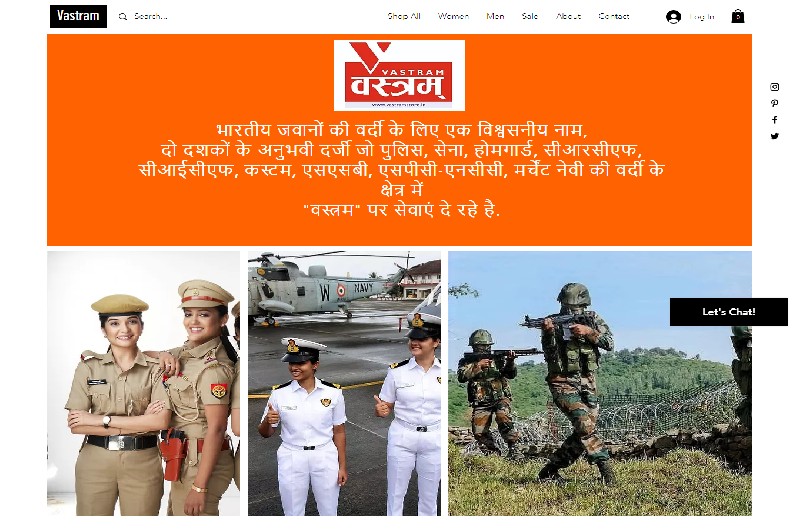 Vastram
Search...
Shop All Women Men Sale About Contact
Log In
0
VASTRAM
वस्त्रम्
भारतीय जवानों की वर्दी के लिए एक विश्वसनीय नाम,
दो दशकों के अनुभवी दर्जी जो पुलिस, सेना, होमगार्ड, सीआरसीएफ,
सीआईसीएफ, कस्टम, एसएसबी, एसपीसी-एनसीसी, मर्चेंट नेवी की वर्दी के
क्षेत्र में
"वस्त्रम" पर सेवाएं दे रहे है.
W NAVY
Let's Chat!